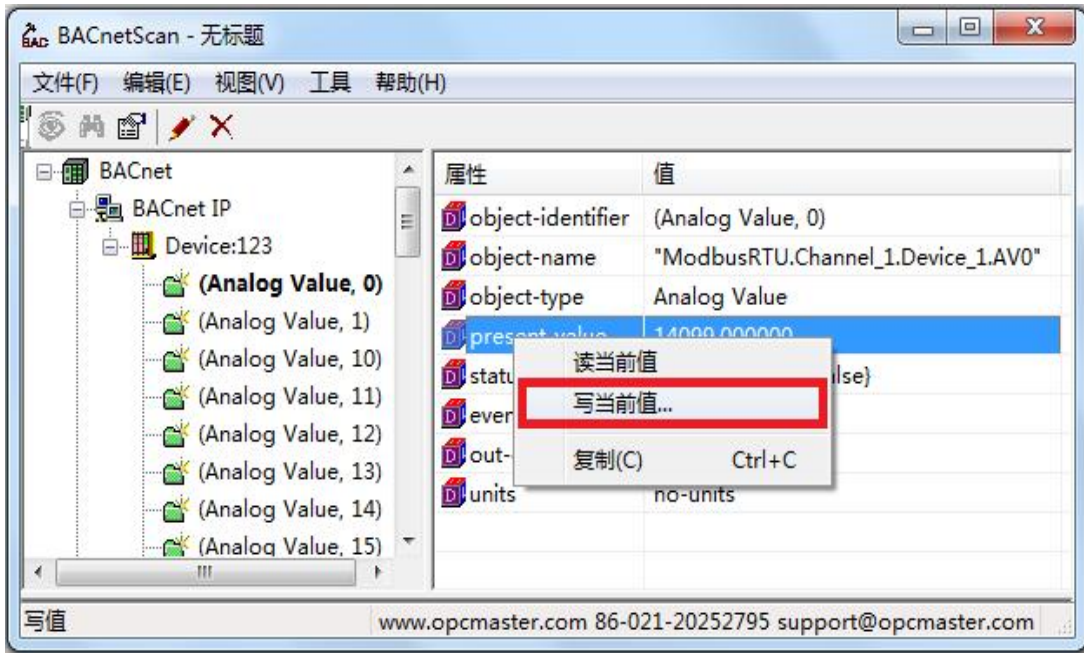 BACnetScan - 无标题
文件(F) 编辑(E) 视图(V) 工具 帮助(H)
BACnet
BACnet IP
Device:123
(Analog Value, 0)
(Analog Value, 1)
(Analog Value, 10)
(Analog Value, 11)
(Analog Value, 12)
(Analog Value, 13)
(Analog Value, 14)
(Analog Value, 15)
属性 值
object-identifier (Analog Value, 0)
object-name "ModbusRTU.Channel_1.Device_1.AV0"
object-type Analog Value
present-value 14099.000000
读当前值
写当前值...
复制(C) Ctrl+C
units no-units
写值 www.opcmaster.com 86-021-20252795 support@opcmaster.com